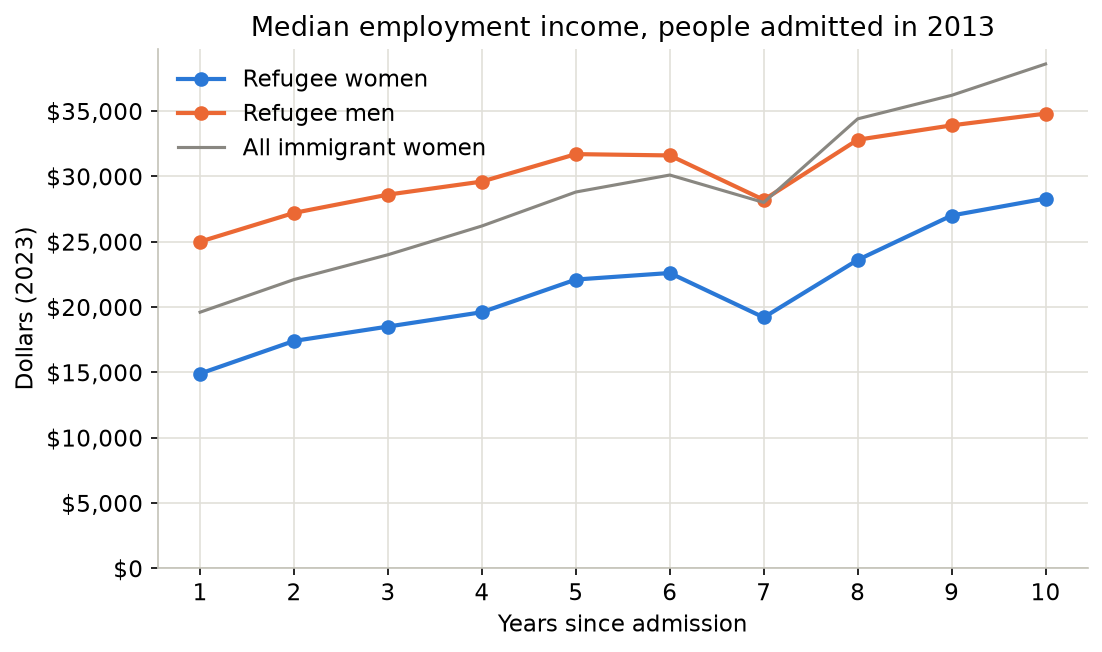 Median employment income, people admitted in 2013
Refugee women
Refugee men
All immigrant women
Dollars (2023)
$35,000
$30,000
$25,000
$20,000
$15,000
$10,000
$5,000
$0
1 2 3 4 5 6 7 8 9 10
Years since admission